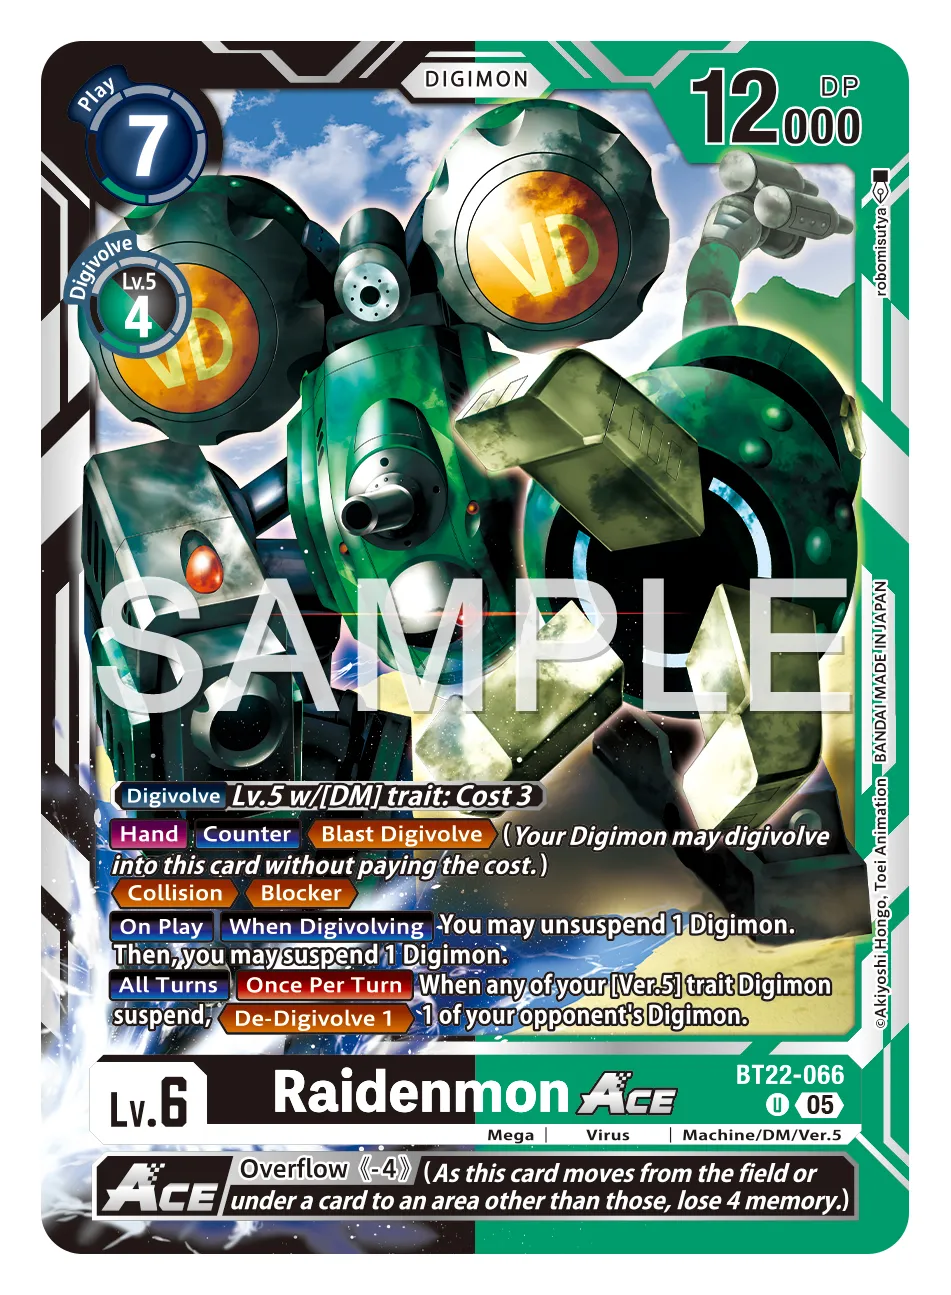 DIGIMON
Play
7
12000
DP
Digivolve
Lv.5
4
VD
VD
robomisutya
SAMPLE
Digivolve Lv.5 w/[DM] trait: Cost 3
Hand Counter Blast Digivolve (Your Digimon may digivolve
into this card without paying the cost.)
Collision Blocker
On Play When Digivolving You may unsuspend 1 Digimon.
Then, you may suspend 1 Digimon.
All Turns Once Per Turn When any of your [Ver.5] trait Digimon
suspend, De-Digivolve 1 1 of your opponent's Digimon.
©Akiyoshi Hongo, Toei Animation BANDAI MADE IN JAPAN
Lv.6
Raidenmon ACE
BT22-066
U 05
Mega | Virus | Machine/DM/Ver.5
ACE Overflow《-4》(As this card moves from the field or
under a card to an area other than those, lose 4 memory.)